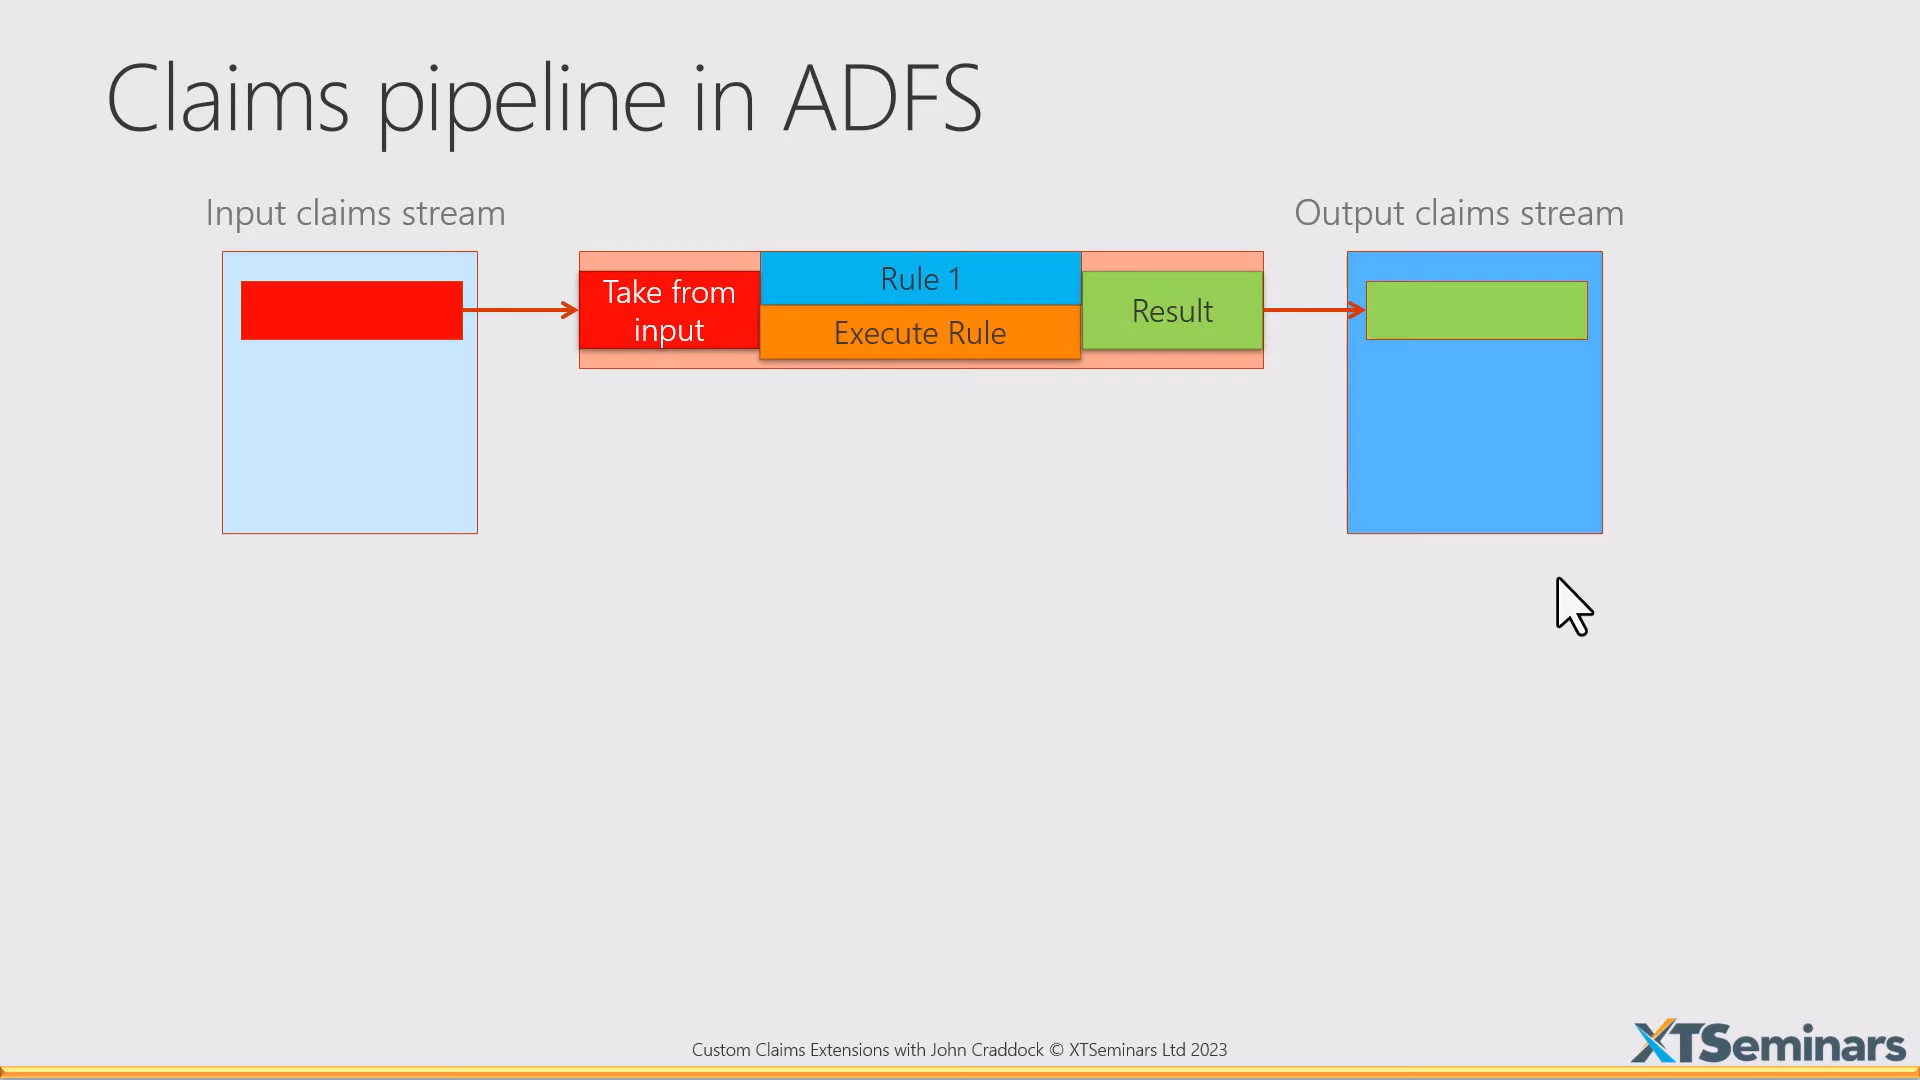 Claims pipeline in ADFS
Input claims stream
Output claims stream
Take from
input
Rule 1
Execute Rule
Result
Custom Claims Extensions with John Craddock © XTSeminars Ltd 2023
XTSeminars